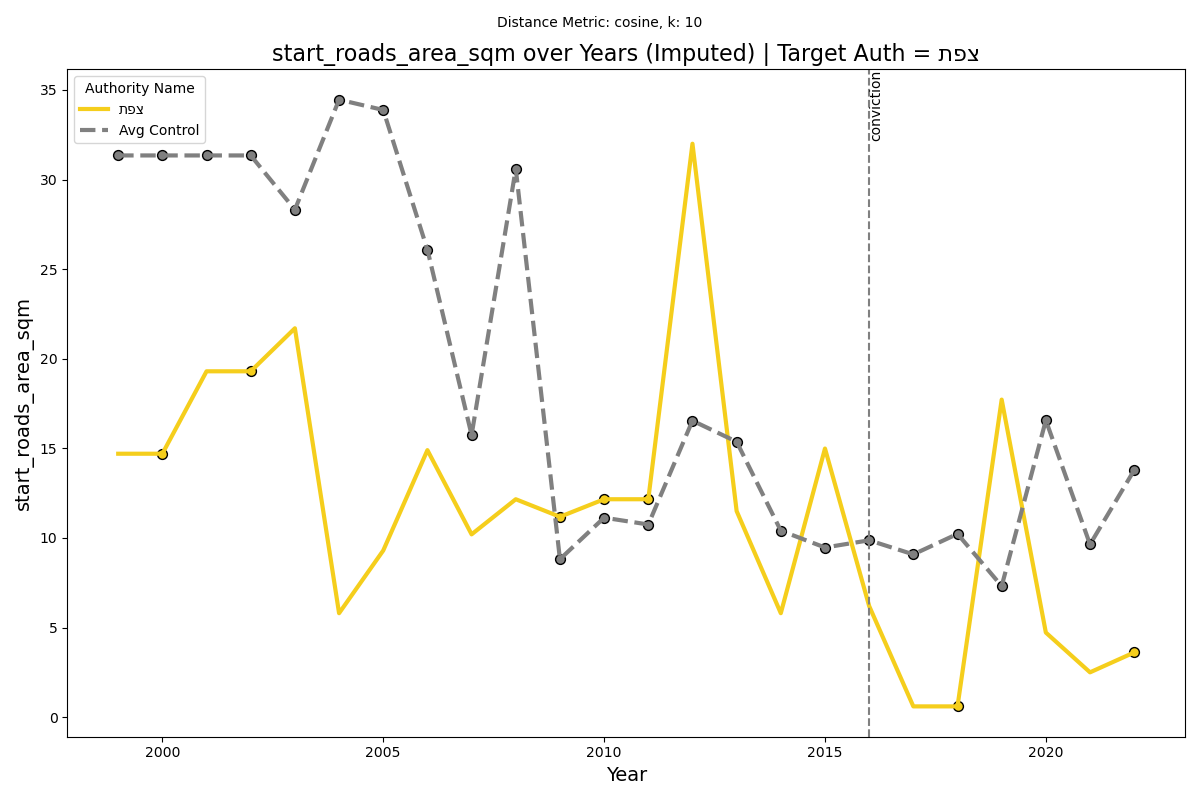 Distance Metric: cosine, k: 10
start_roads_area_sqm over Years (Imputed) | Target Auth = צפת
Authority Name
צפת
Avg Control
conviction
start_roads_area_sqm
35
30
25
20
15
10
5
0
2000
2005
2010
2015
2020
Year